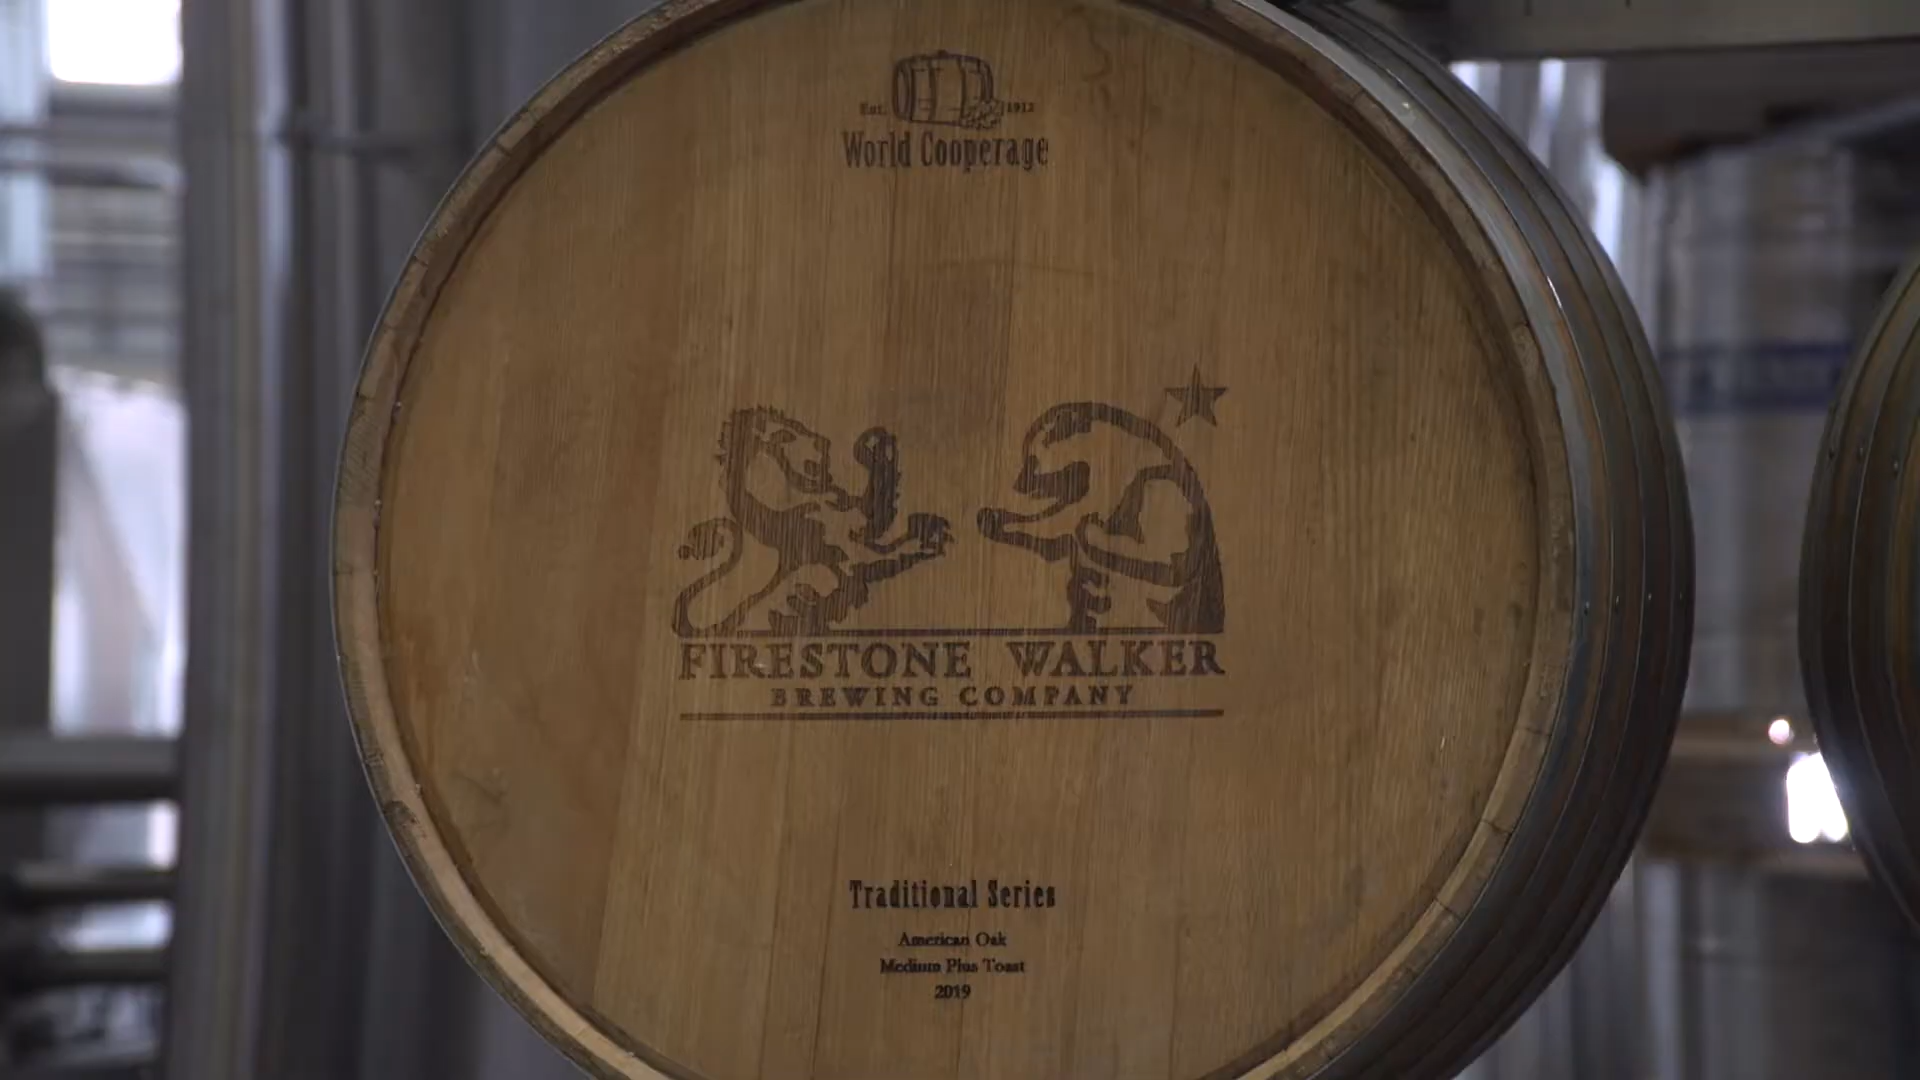 Est. 1912
World Cooperage
FIRESTONE WALKER
BREWING COMPANY
Traditional Series
American Oak
Medium Plus Toast
2019